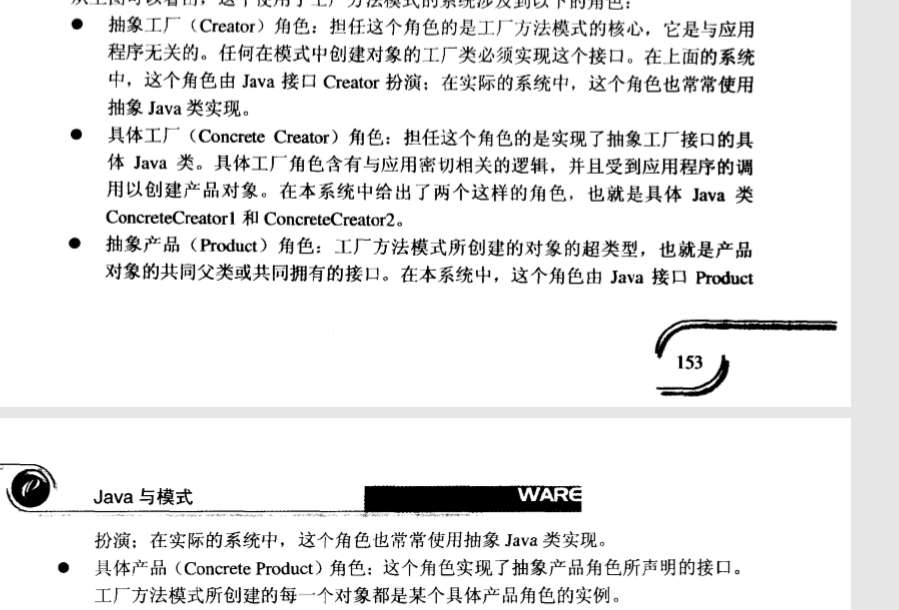 从上图可以看出，这个使用了工厂方法模式的系统涉及到以下的角色：
● 抽象工厂（Creator）角色：担任这个角色的是工厂方法模式的核心，它是与应用
程序无关的。任何在模式中创建对象的工厂类必须实现这个接口。在上面的系统
中，这个角色由 Java 接口 Creator 扮演；在实际的系统中，这个角色也常常使用
抽象 Java 类实现。
● 具体工厂（Concrete Creator）角色：担任这个角色的是实现了抽象工厂接口的具
体 Java 类。具体工厂角色含有与应用密切相关的逻辑，并且受到应用程序的调
用以创建产品对象。在本系统中给出了两个这样的角色，也就是具体 Java 类
ConcreteCreator1 和 ConcreteCreator2。
● 抽象产品（Product）角色：工厂方法模式所创建的对象的超类型，也就是产品
对象的共同父类或共同拥有的接口。在本系统中，这个角色由 Java 接口 Product
153
Java 与模式
WARE
扮演；在实际的系统中，这个角色也常常使用抽象 Java 类实现。
● 具体产品（Concrete Product）角色：这个角色实现了抽象产品角色所声明的接口。
工厂方法模式所创建的每一个对象都是某个具体产品角色的实例。